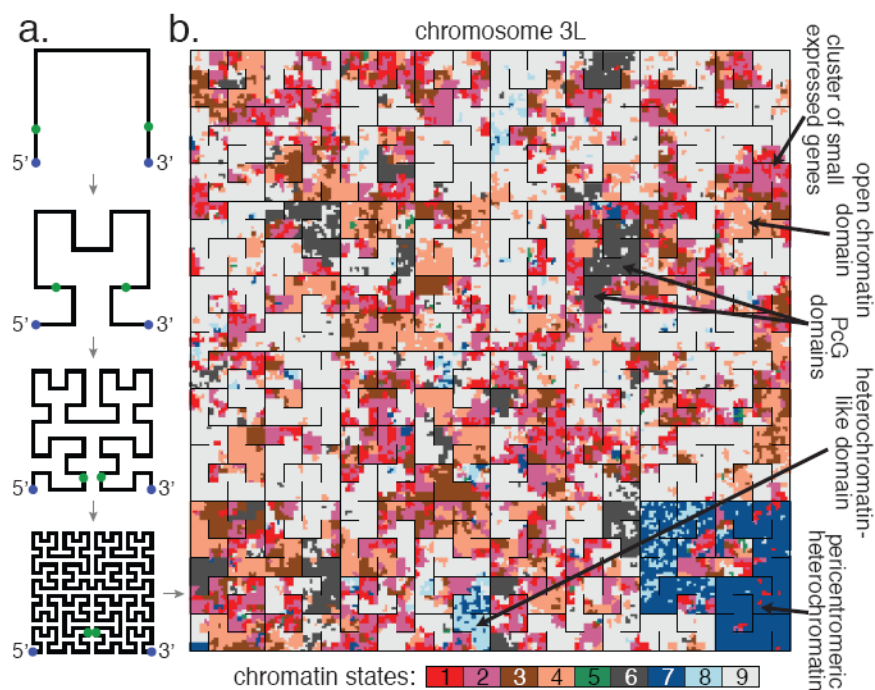 a.
b.
chromosome 3L
5’
3’
5’
3’
5’
3’
5’
3’
cluster of small
expressed genes
open chromatin
domain
PcG
domains
heterochromatin-
like domain
pericentromeric
heterochromatin
chromatin states: 1 2 3 4 5 6 7 8 9